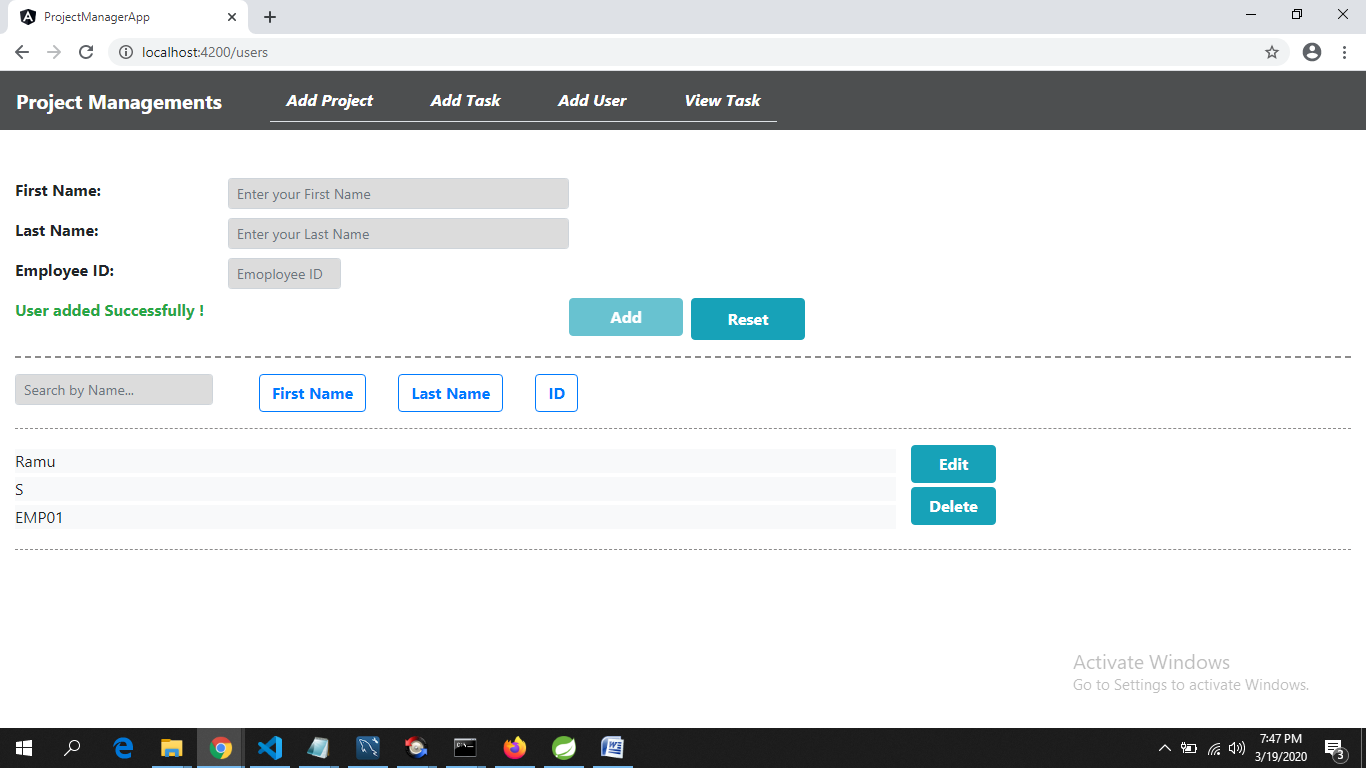 ProjectManagerApp
localhost:4200/users
Project Managements Add Project Add Task Add User View Task
First Name: Enter your First Name
Last Name: Enter your Last Name
Employee ID: Emoployee ID
User added Successfully ! Add Reset
Search by Name... First Name Last Name ID
Ramu
Edit
S
Delete
EMP01
Activate Windows
Go to Settings to activate Windows.
7:47 PM
3/19/2020
3